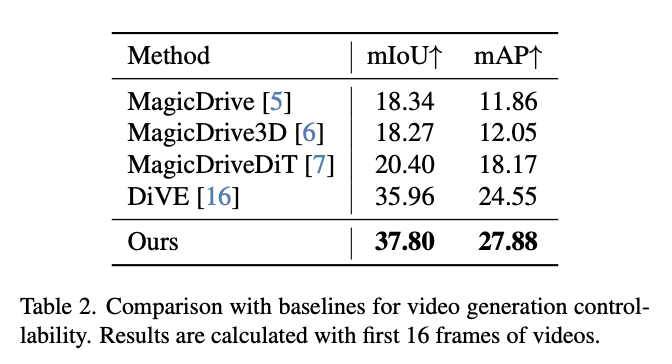 Method mIoU↑ mAP↑
MagicDrive [5] 18.34 11.86
MagicDrive3D [6] 18.27 12.05
MagicDriveDiT [7] 20.40 18.17
DiVE [16] 35.96 24.55
Ours 37.80 27.88
Table 2. Comparison with baselines for video generation control-
lability. Results are calculated with first 16 frames of videos.